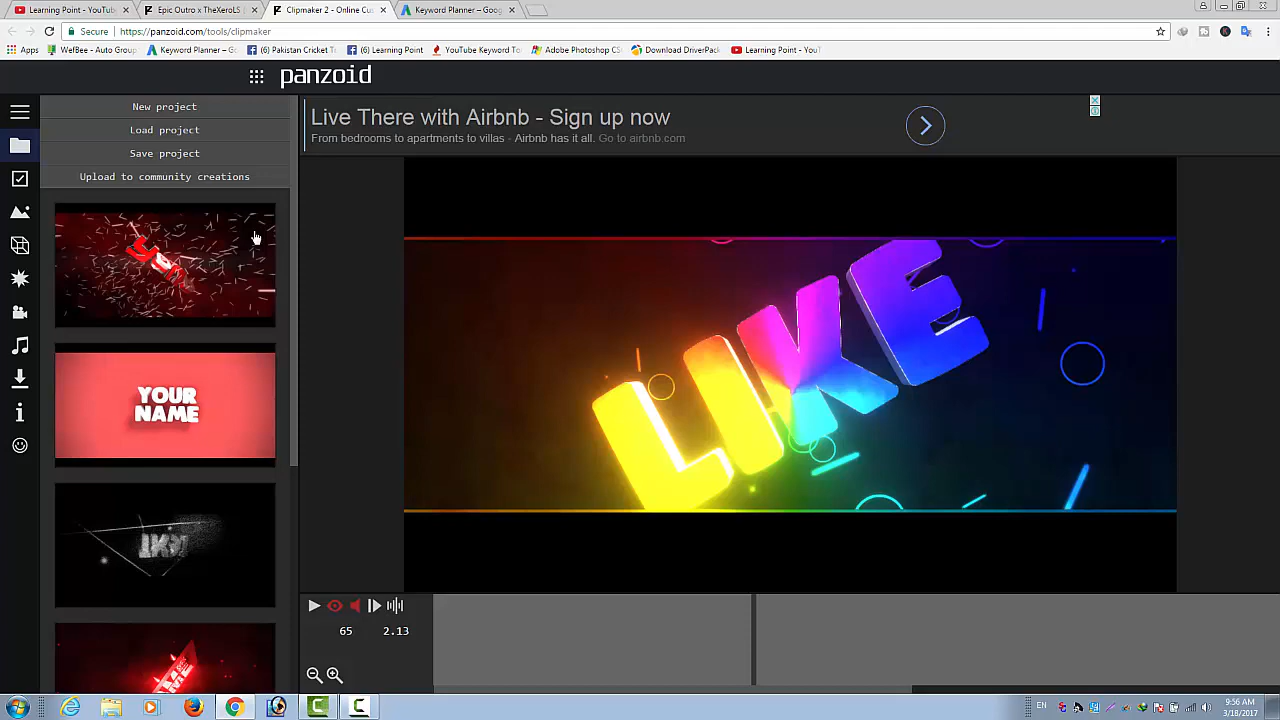 Learning Point - YouTub
Epic Outro x TheXeroLS
Clipmaker 2 - Online Cu
Keyword Planner – Goog
Secure
https://panzoid.com/tools/clipmaker
Apps
WefBee - Auto Group
Keyword Planner – G
(6) Pakistan Cricket T
(6) Learning Point
YouTube Keyword To
Adobe Photoshop CS
Download DriverPack
Learning Point - YouT
panzoid
New project
Load project
Save project
Upload to community creations
Live There with Airbnb - Sign up now
From bedrooms to apartments to villas - Airbnb has it all. Go to airbnb.com
YOUR
NAME
LIKE
65
2.13
EN
9:56 AM
3/18/2017